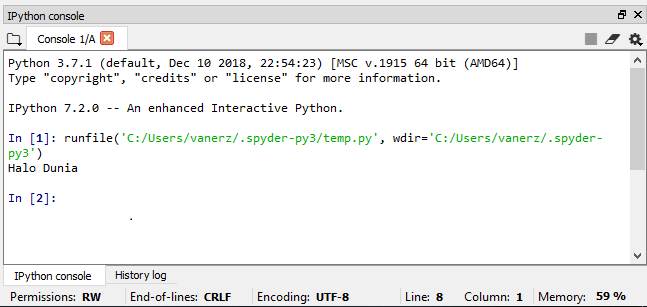 IPython console
Console 1/A
Python 3.7.1 (default, Dec 10 2018, 22:54:23) [MSC v.1915 64 bit (AMD64)]
Type "copyright", "credits" or "license" for more information.
IPython 7.2.0 -- An enhanced Interactive Python.
In [1]: runfile('C:/Users/vanerz/.spyder-py3/temp.py', wdir='C:/Users/vanerz/.spyder-
py3')
Halo Dunia
In [2]:
IPython console History log
Permissions: RW End-of-lines: CRLF Encoding: UTF-8 Line: 8 Column: 1 Memory: 59 %